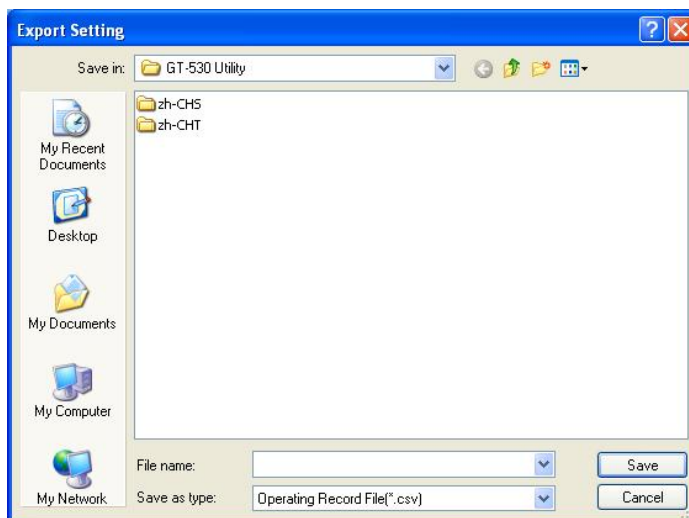 Export Setting
Save in: GT-530 Utility
zh-CHS
zh-CHT
My Recent
Documents
Desktop
My Documents
My Computer
My Network
File name:
Save
Save as type: Operating Record File(*.csv)
Cancel